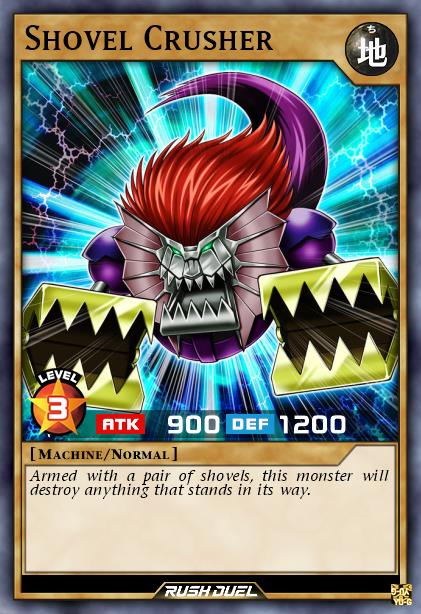 Shovel Crusher
ち
地
LEVEL
3
ATK 900 DEF 1200
[Machine/Normal]
Armed with a pair of shovels, this monster will
destroy anything that stands in its way.
RUSH DUEL